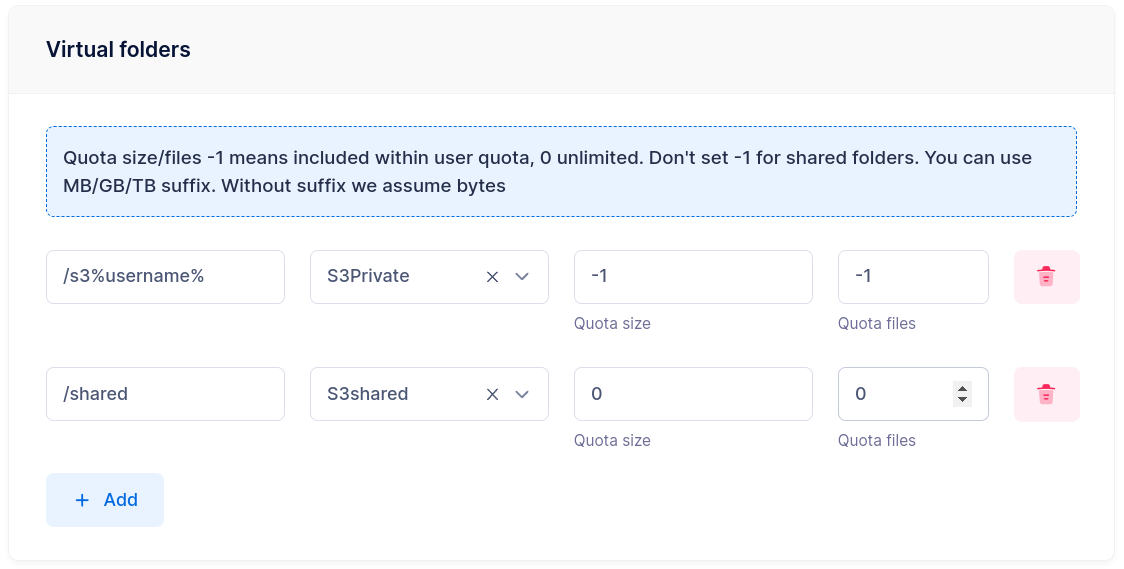 Virtual folders
Quota size/files -1 means included within user quota, 0 unlimited. Don't set -1 for shared folders. You can use
MB/GB/TB suffix. Without suffix we assume bytes
/s3%username% S3Private -1 -1
Quota size Quota files
/shared S3shared 0 0
Quota size Quota files
+ Add